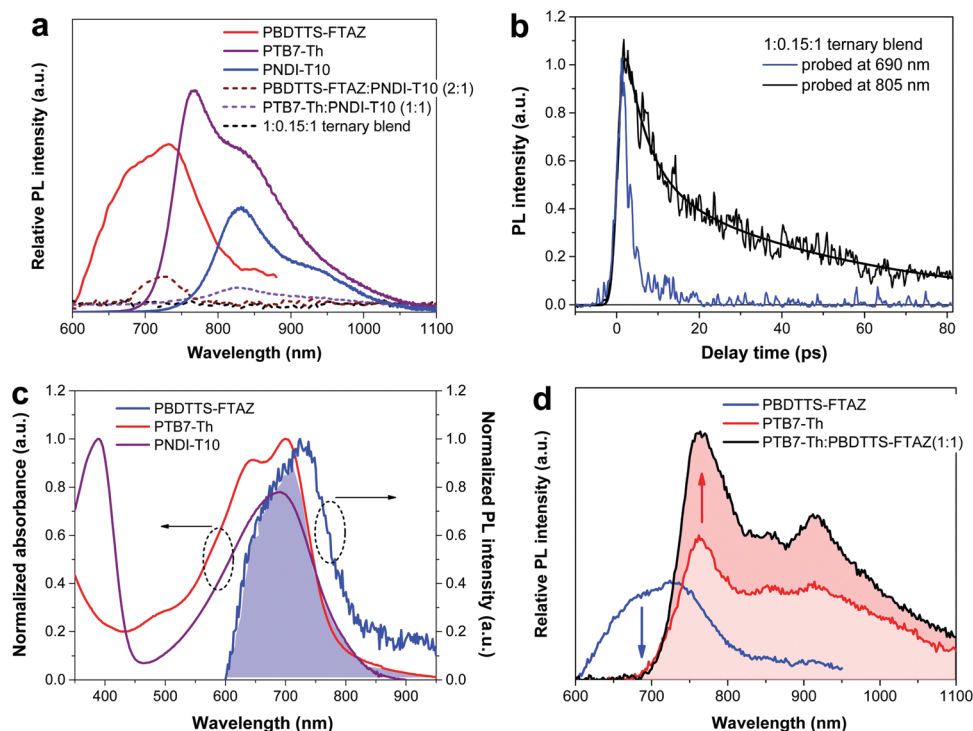 a
PBDTTS-FTAZ
PTB7-Th
PNDI-T10
PBDTTS-FTAZ:PNDI-T10 (2:1)
PTB7-Th:PNDI-T10 (1:1)
1:0.15:1 ternary blend
Relative PL intensity (a.u.)
600 700 800 900 1000 1100
Wavelength (nm)
b
1:0.15:1 ternary blend
probed at 690 nm
probed at 805 nm
PL intensity (a.u.)
1.2
1.0
0.8
0.6
0.4
0.2
0.0
0 20 40 60 80
Delay time (ps)
c
PBDTTS-FTAZ
PTB7-Th
PNDI-T10
Normalized absorbance (a.u.)
1.2
1.0
0.8
0.6
0.4
0.2
0.0
1.2
1.0
0.8
0.6
0.4
0.2
0.0
Normalized PL intensity (a.u.)
400 500 600 700 800 900
Wavelength (nm)
d
PBDTTS-FTAZ
PTB7-Th
PTB7-Th:PBDTTS-FTAZ(1:1)
Relative PL intensity (a.u.)
600 700 800 900 1000 1100
Wavelength (nm)